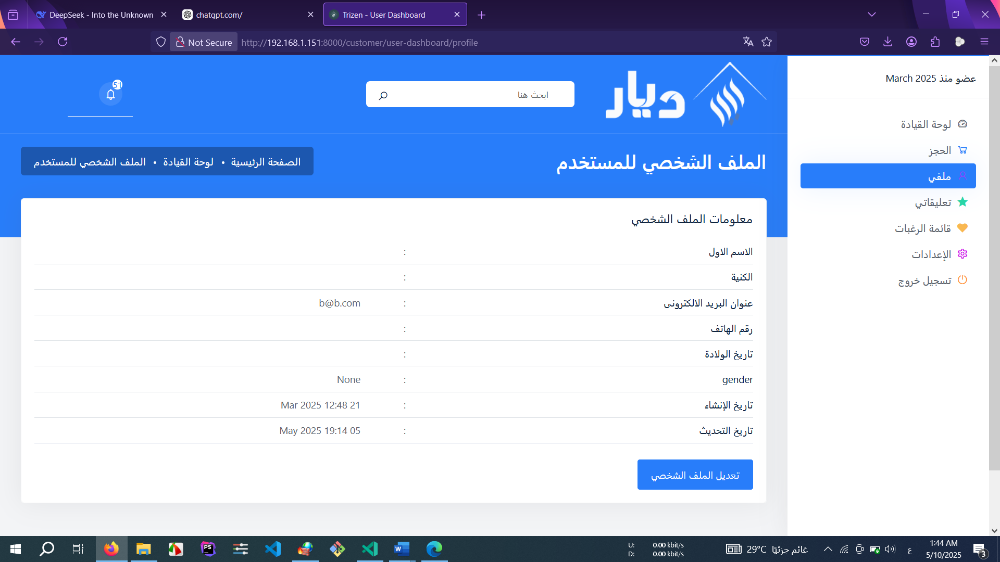 DeepSeek - Into the Unknown
chatgpt.com/
Trizen - User Dashboard
Not Secure
http://192.168.1.151:8000/customer/user-dashboard/profile
عضو منذ March 2025
ديار
ابحث هنا
51
لوحة القيادة
الحجز
ملفي
تعليقاتي
قائمة الرغبات
الإعدادات
تسجيل خروج
الملف الشخصي للمستخدم
الصفحة الرئيسية • لوحة القيادة • الملف الشخصي للمستخدم
معلومات الملف الشخصي
الاسم الاول :
الكنية :
عنوان البريد الالكترونى : b@b.com
رقم الهاتف :
تاريخ الولادة :
gender : None
تاريخ الإنشاء : Mar 2025 12:48 21
تاريخ التحديث : May 2025 19:14 05
تعديل الملف الشخصي
PS
W
U: 0.00 kbit/s
D: 0.00 kbit/s
29°C غائم جزئيًا
ع
1:44 AM
5/10/2025
3